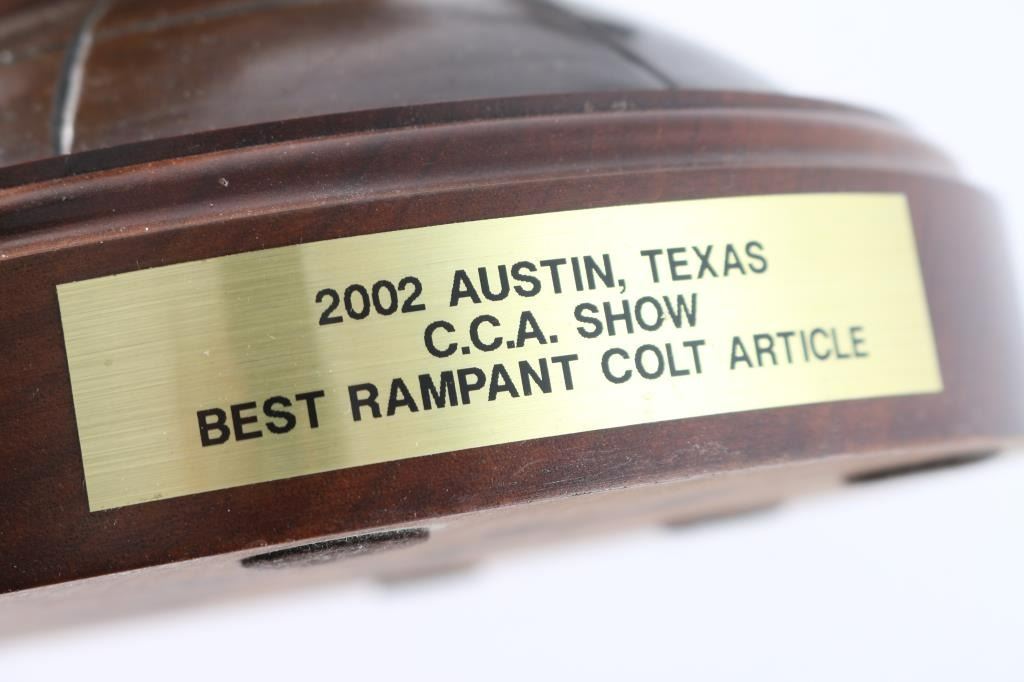 2002 AUSTIN, TEXAS
C.C.A. SHOW
BEST RAMPANT COLT ARTICLE